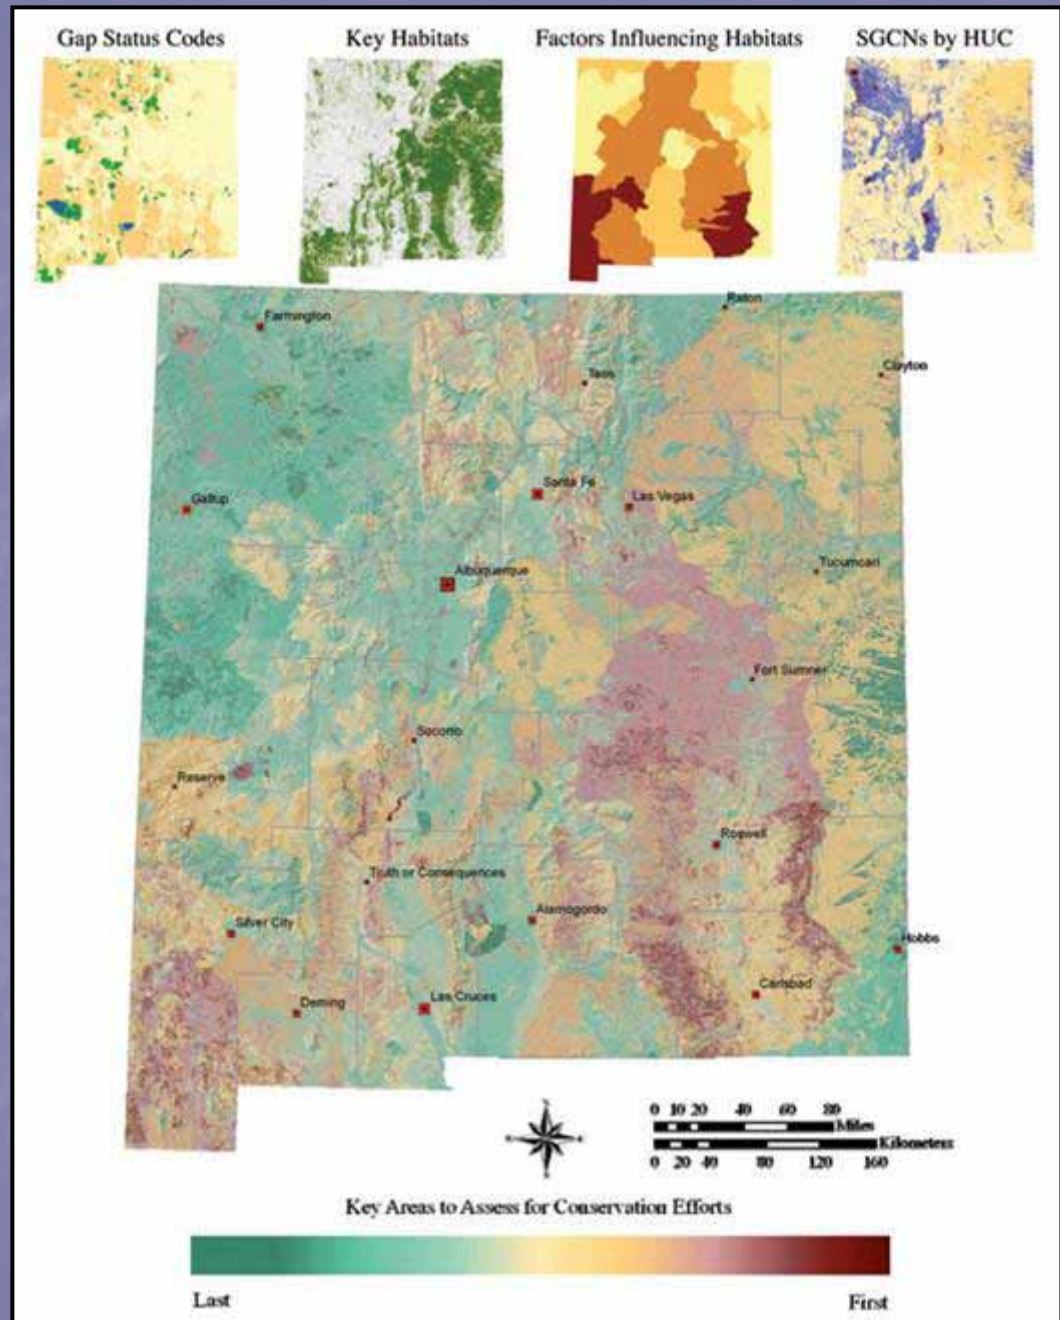 Gap Status Codes
Key Habitats
Factors Influencing Habitats
SGCNs by HUC
Raton
Farmington
Clayton
Taos
Santa Fe
Gallup
Las Vegas
Albuquerque
Tucumcari
Fort Sumner
Socorro
Reserve
Roswell
Truth or Consequences
Alamogordo
Silver City
Hobbs
Carlsbad
Las Cruces
Deming
0 10 20 40 60 80
Miles
Kilometers
0 20 40 80 120 160
Key Areas to Assess for Conservation Efforts
Last
First